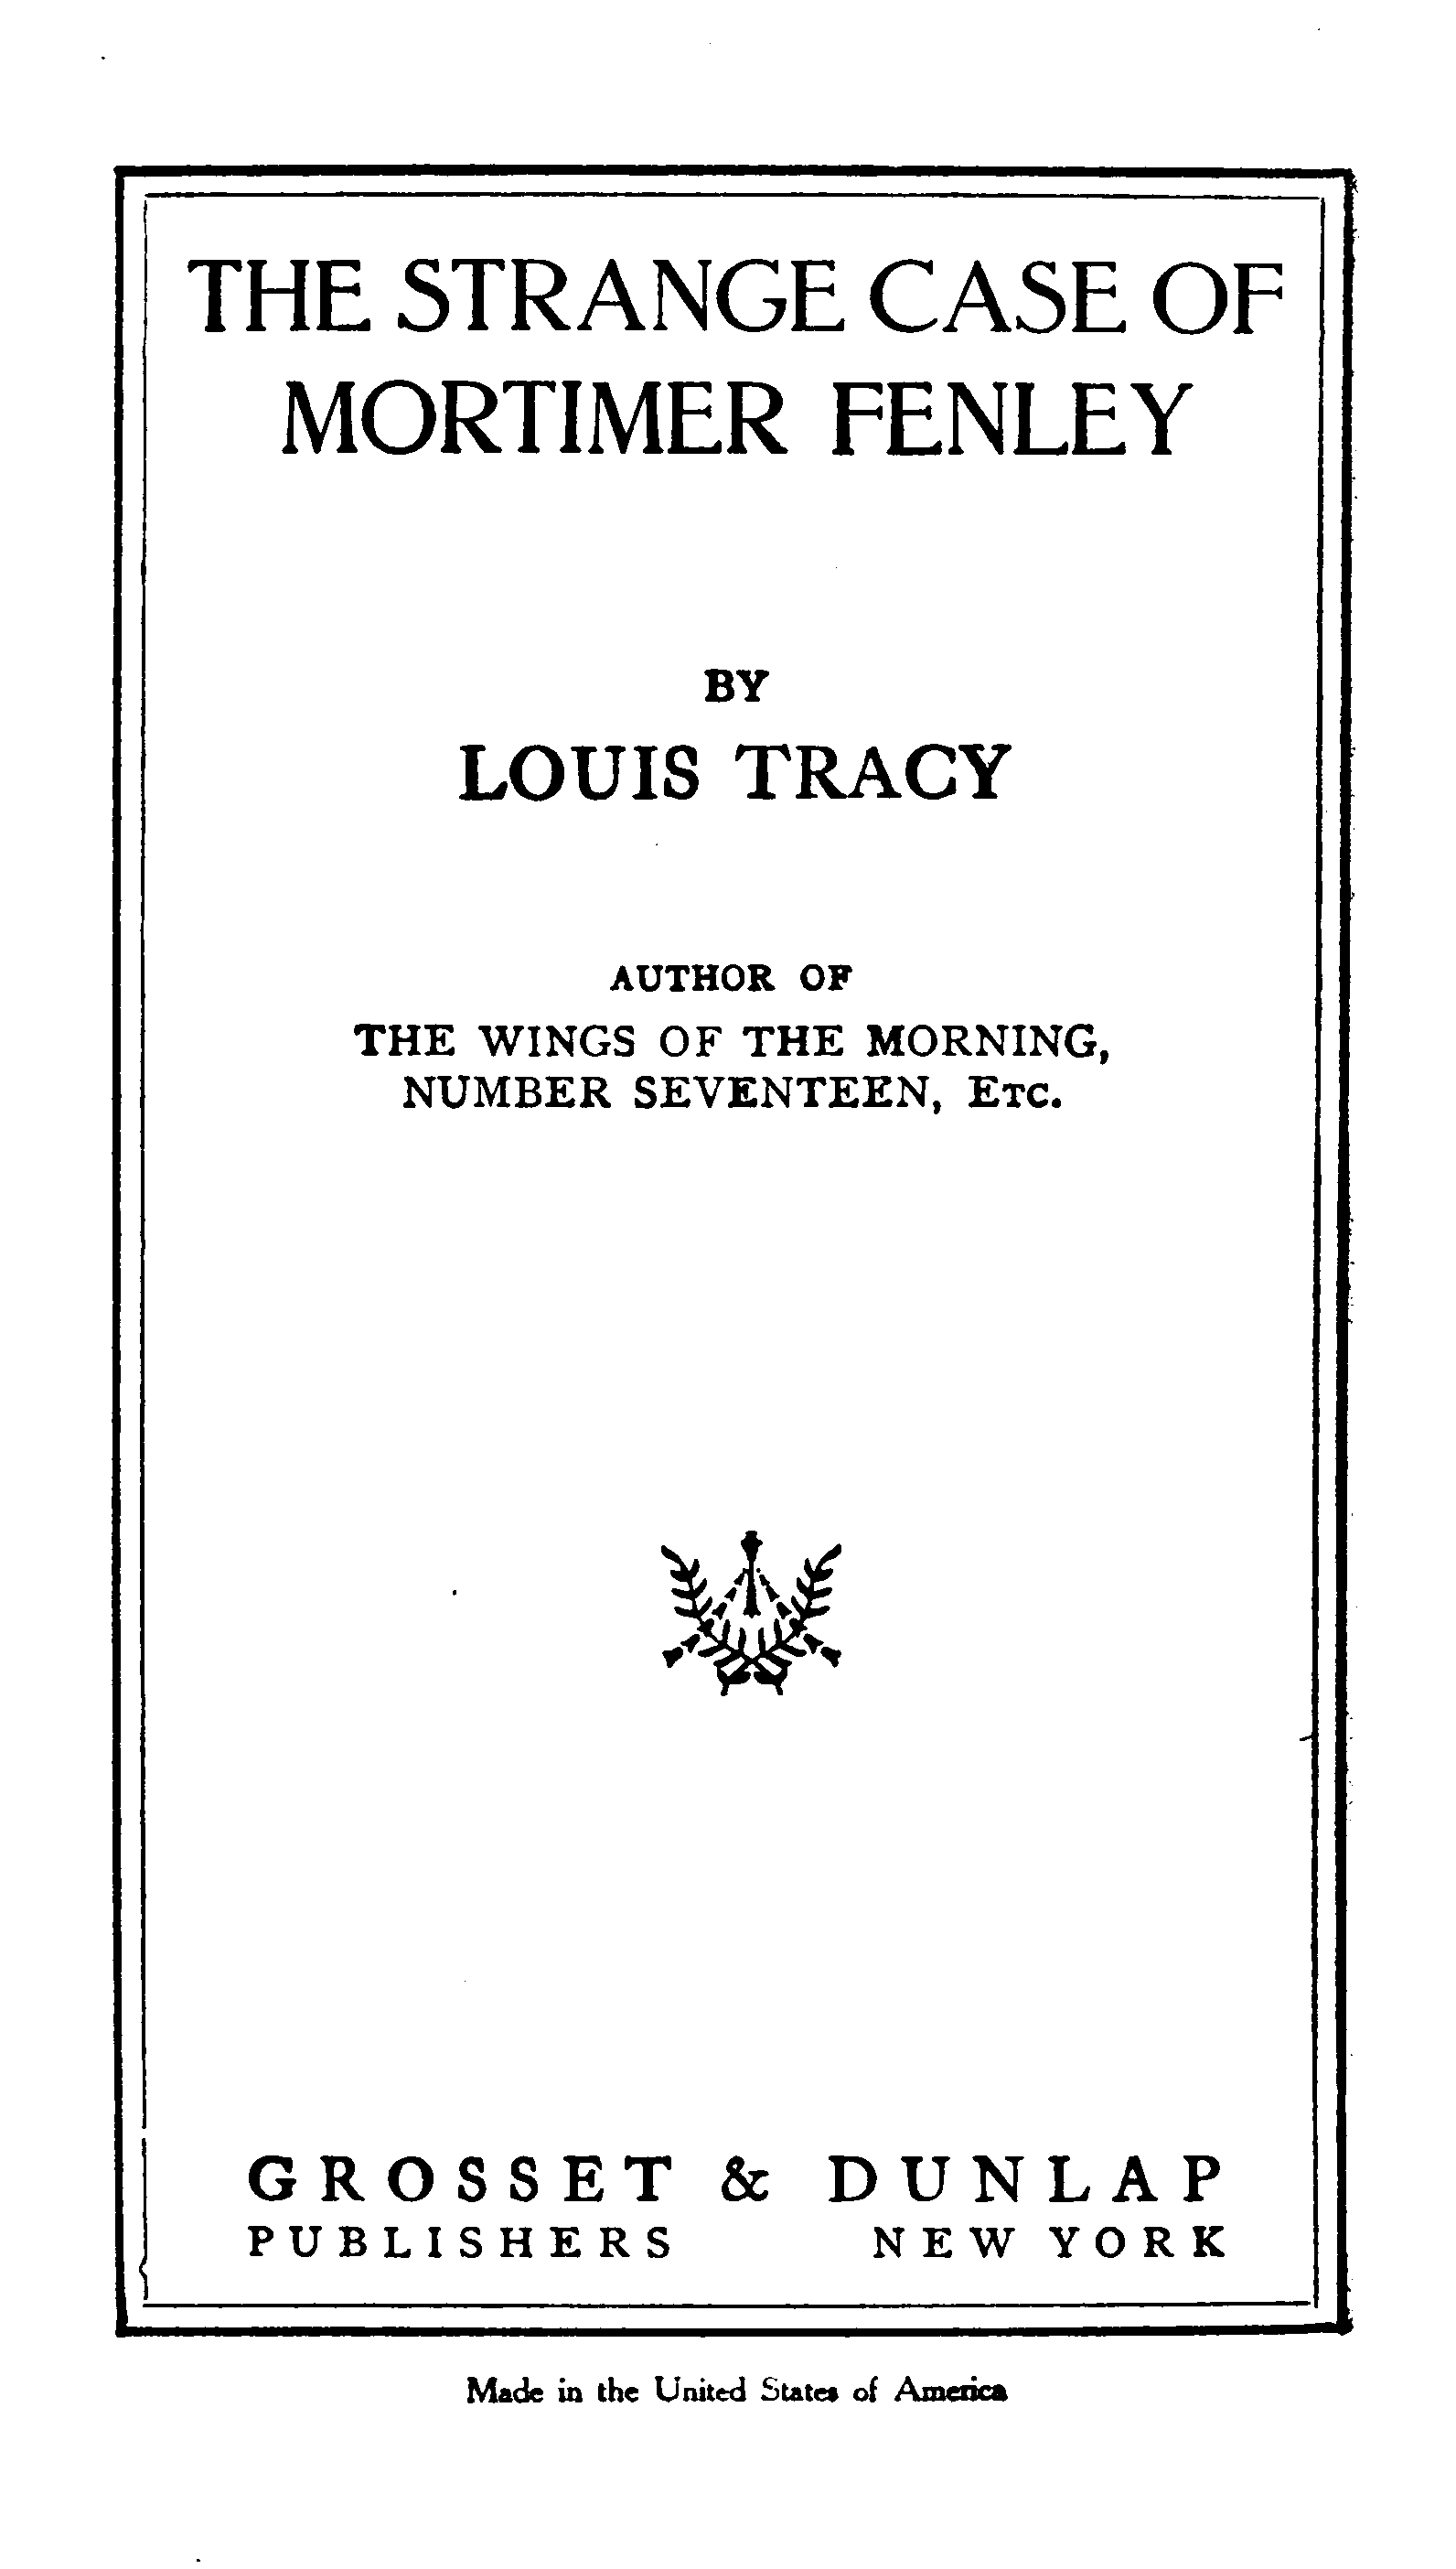 THE STRANGE CASE OF
MORTIMER FENLEY
BY
LOUIS TRACY
AUTHOR OF
THE WINGS OF THE MORNING,
NUMBER SEVENTEEN, ETC.
GROSSET & DUNLAP
PUBLISHERS NEW YORK
Made in the United States of America